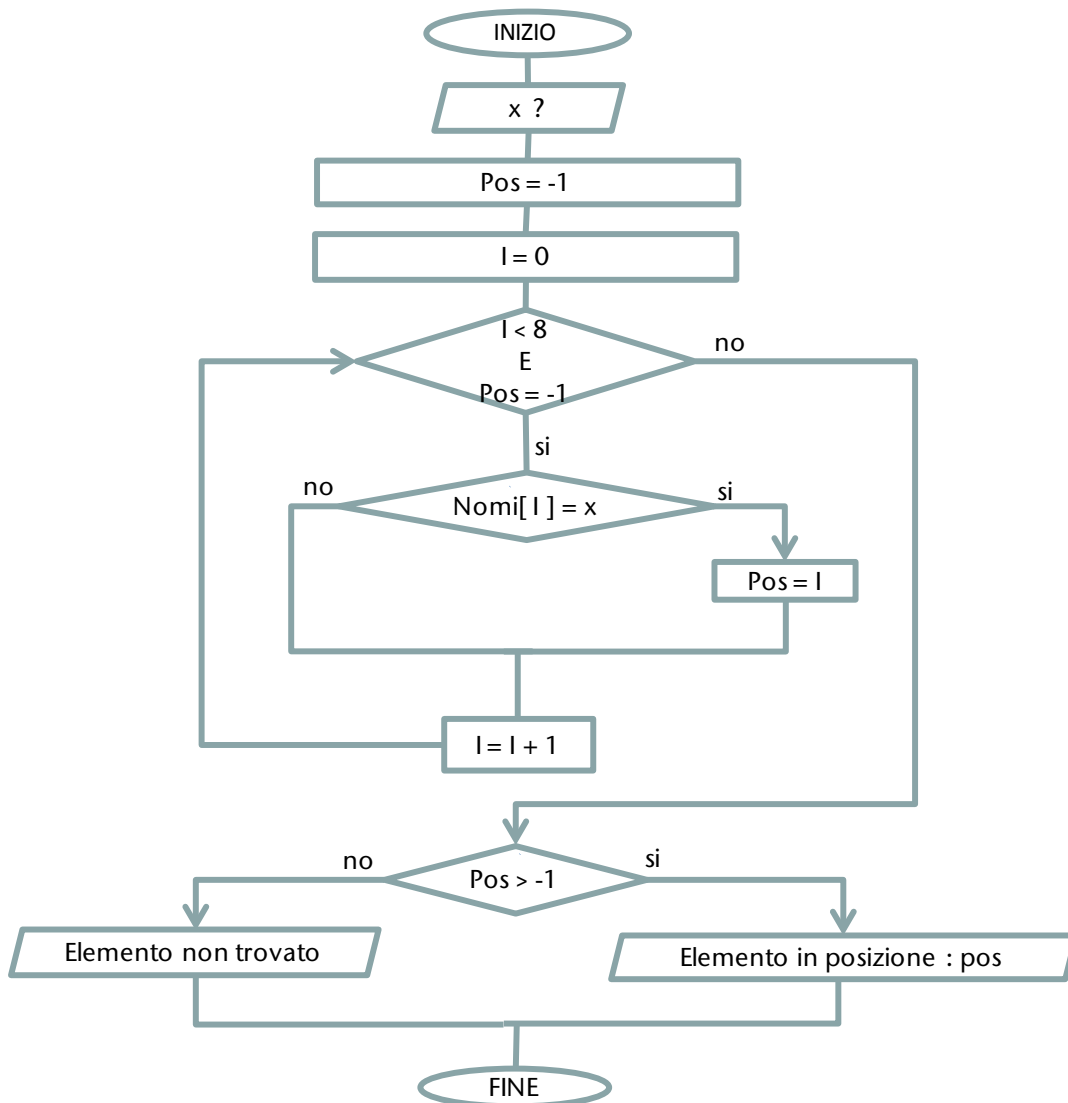 INIZIO
x ?
Pos = -1
I = 0
I < 8
E
Pos = -1
no
si
no
Nomi[ I ] = x
si
Pos = I
I = I + 1
no
Pos > -1
si
Elemento non trovato
Elemento in posizione : pos
FINE